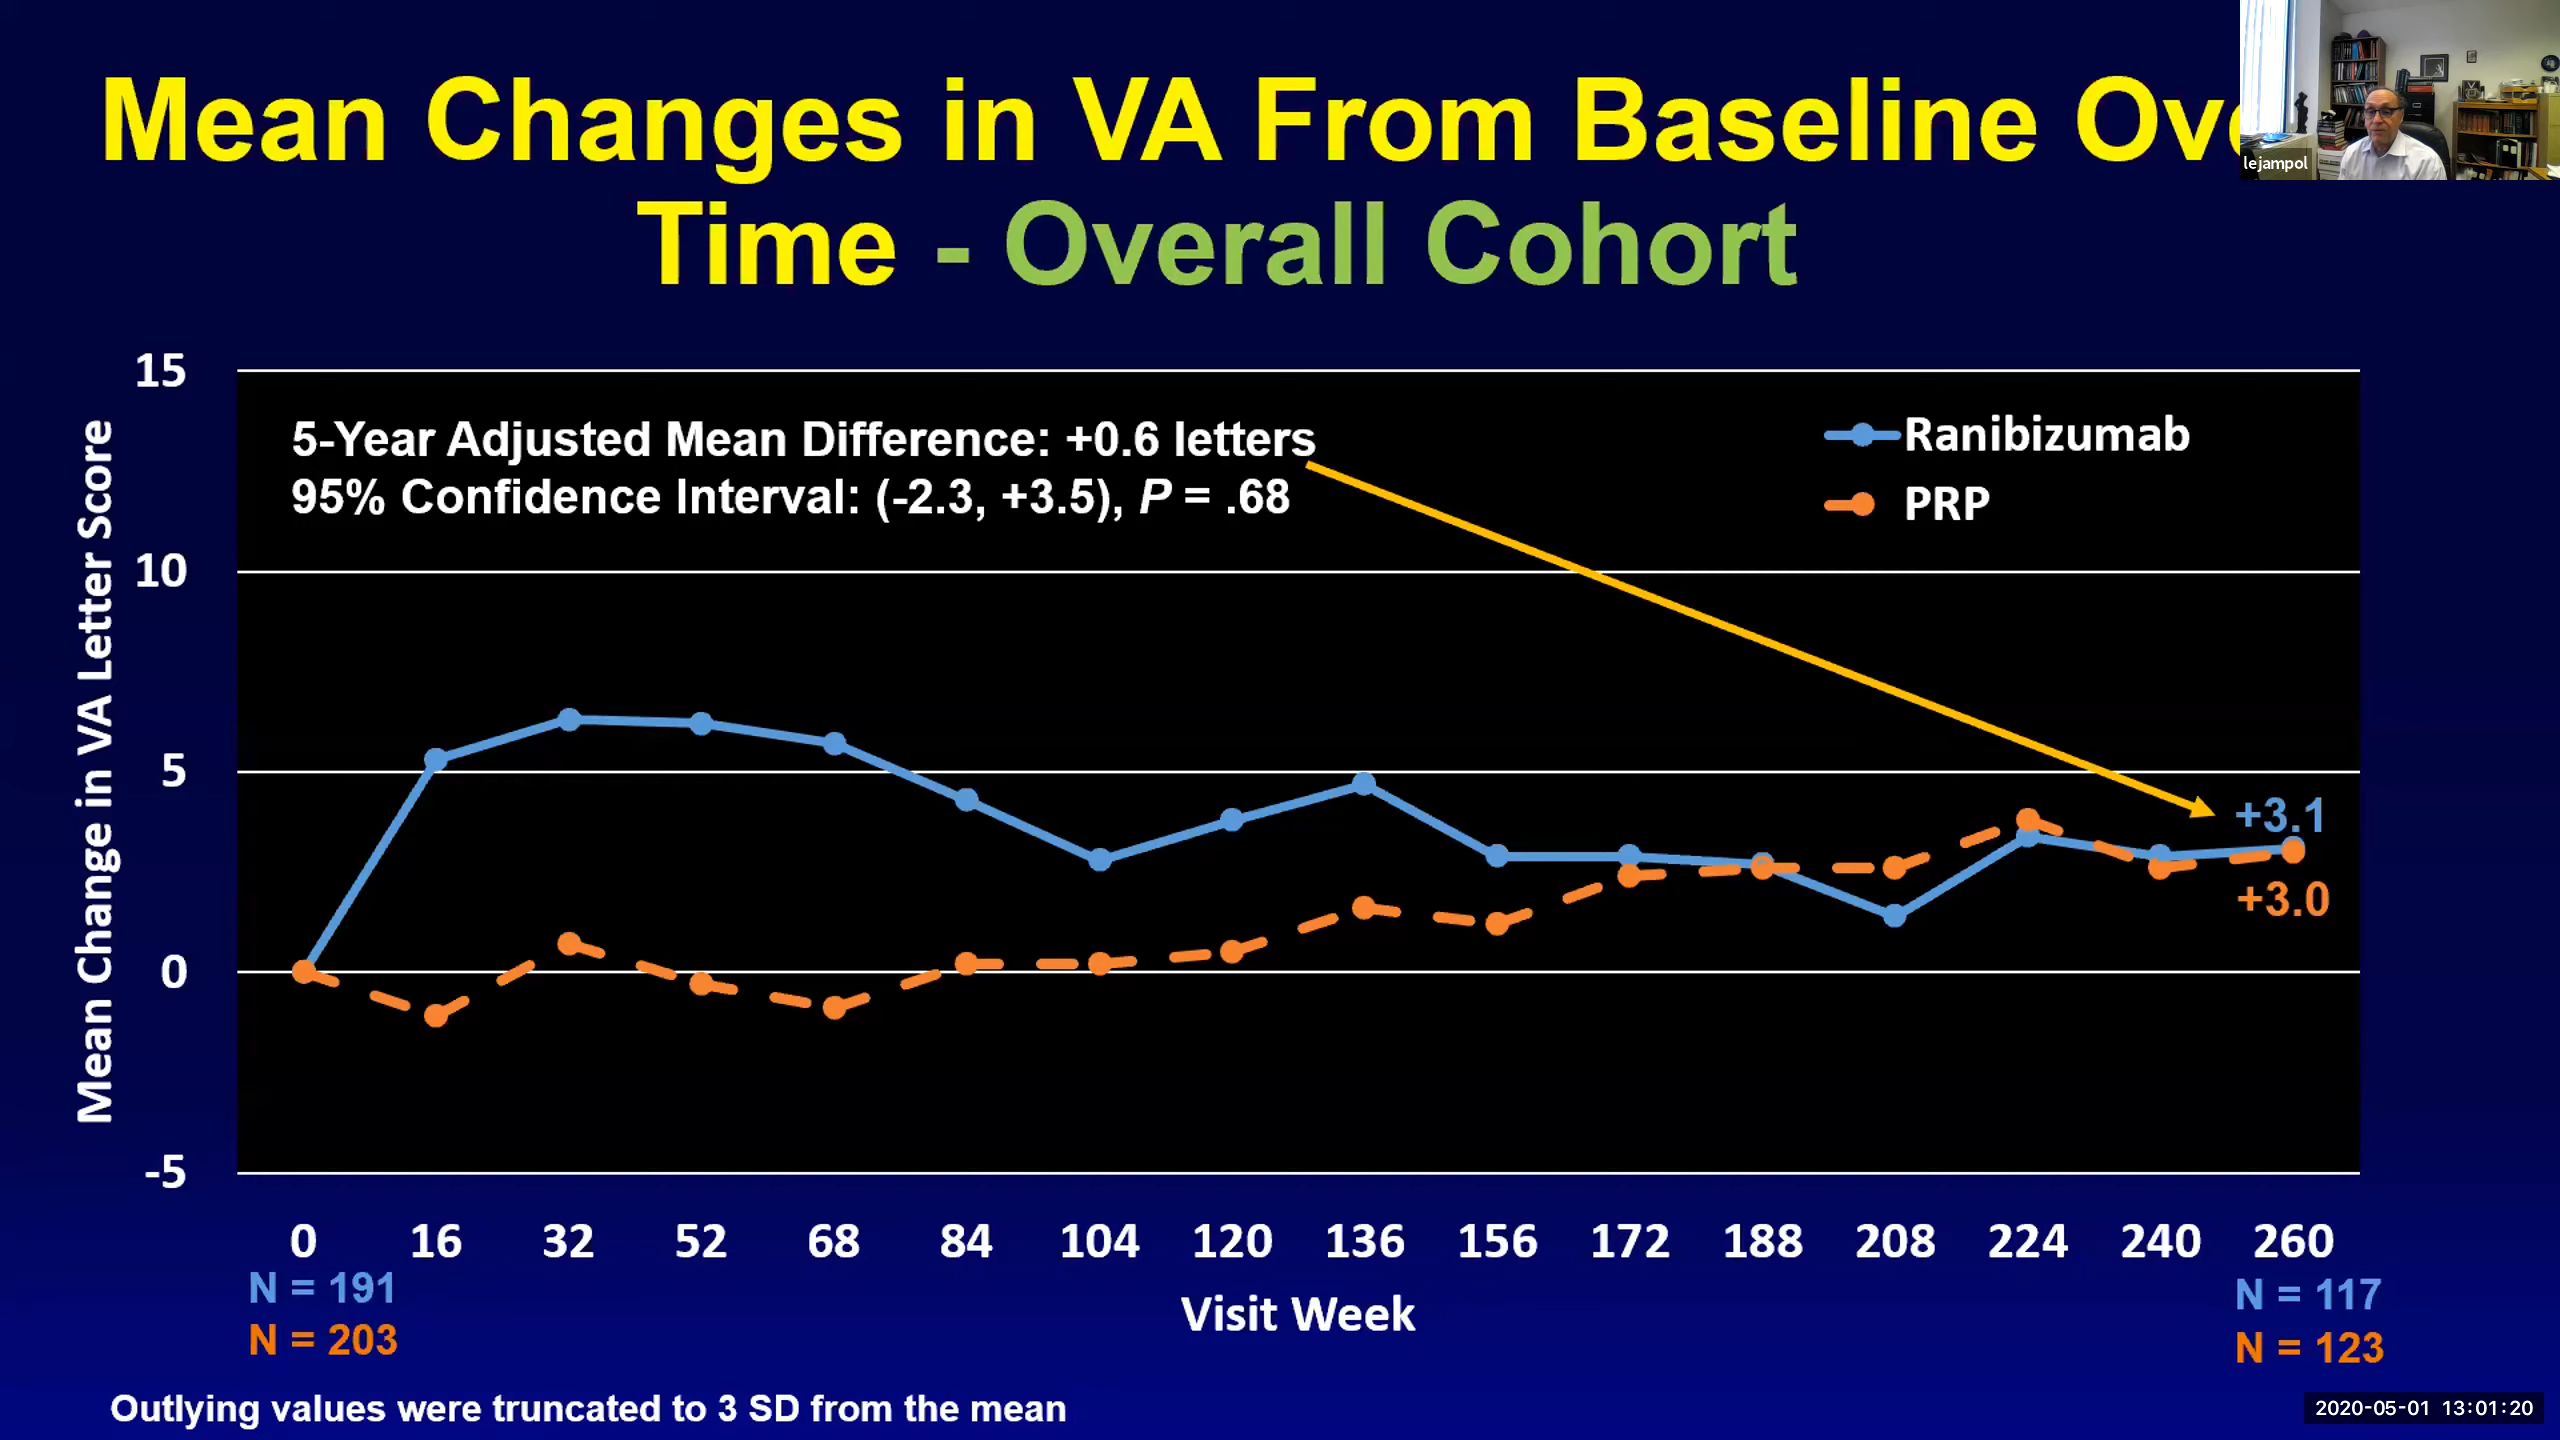 Mean Changes in VA From Baseline Ove
lejampol
Time - Overall Cohort
15
5-Year Adjusted Mean Difference: +0.6 letters
95% Confidence Interval: (-2.3, +3.5), P = .68
Ranibizumab
PRP
10
5
0
-5
Mean Change in VA Letter Score
+3.1
+3.0
0 16 32 52 68 84 104 120 136 156 172 188 208 224 240 260
N = 191
N = 203
Visit Week
N = 117
N = 123
Outlying values were truncated to 3 SD from the mean
2020-05-01 13:01:20